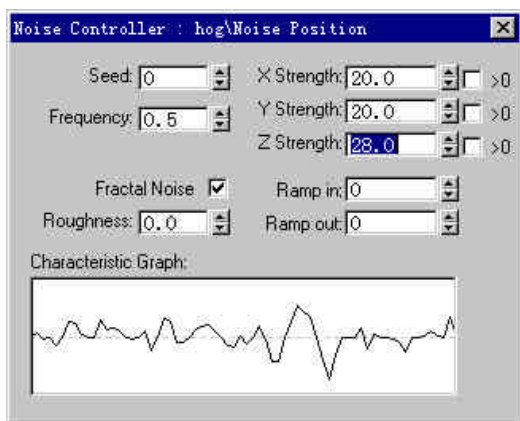 Noise Controller : hog\Noise Position
Seed: 0 X Strength: 20.0 >0
Frequency: 0.5 Y Strength: 20.0 >0
Z Strength: 28.0 >0
Fractal Noise Ramp in: 0
Roughness: 0.0 Ramp out: 0
Characteristic Graph: